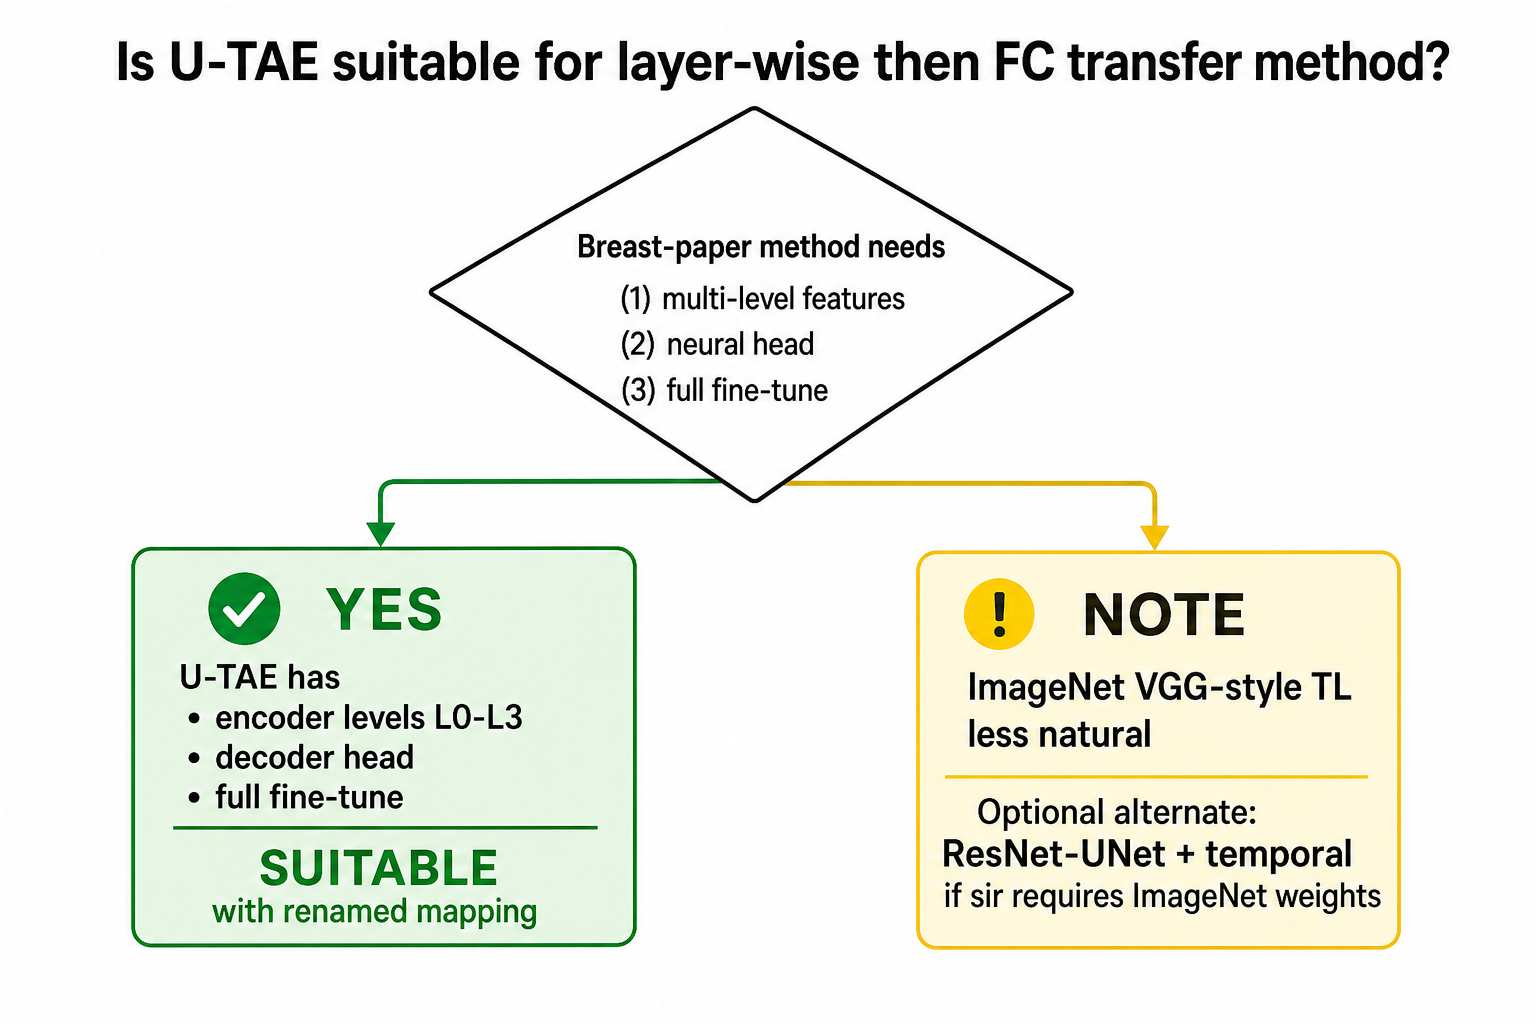 Is U-TAE suitable for layer-wise then FC transfer method?
Breast-paper method needs
(1) multi-level features
(2) neural head
(3) full fine-tune
YES
U-TAE has
• encoder levels L0-L3
• decoder head
• full fine-tune
SUITABLE
with renamed mapping
!
NOTE
ImageNet VGG-style TL
less natural
Optional alternate:
ResNet-UNet + temporal
if sir requires ImageNet weights